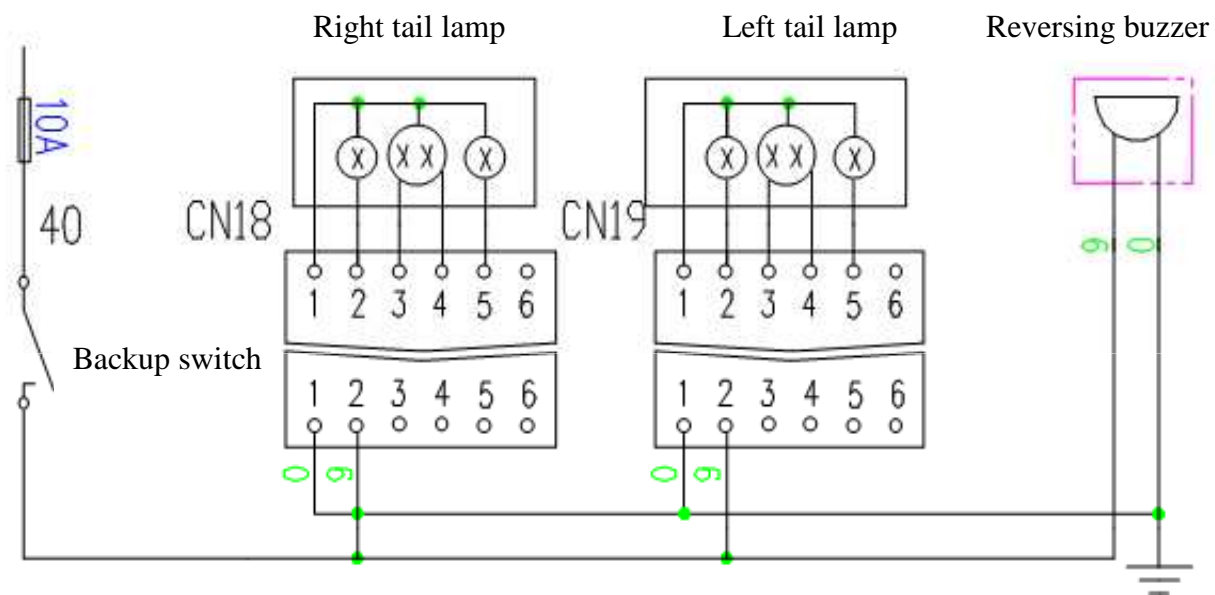 Right tail lamp
Left tail lamp
Reversing buzzer
10A
40
CN18
CN19
1 2 3 4 5 6
1 2 3 4 5 6
Backup switch
1 2 3 4 5 6
1 2 3 4 5 6
0 6
0 6
6 0